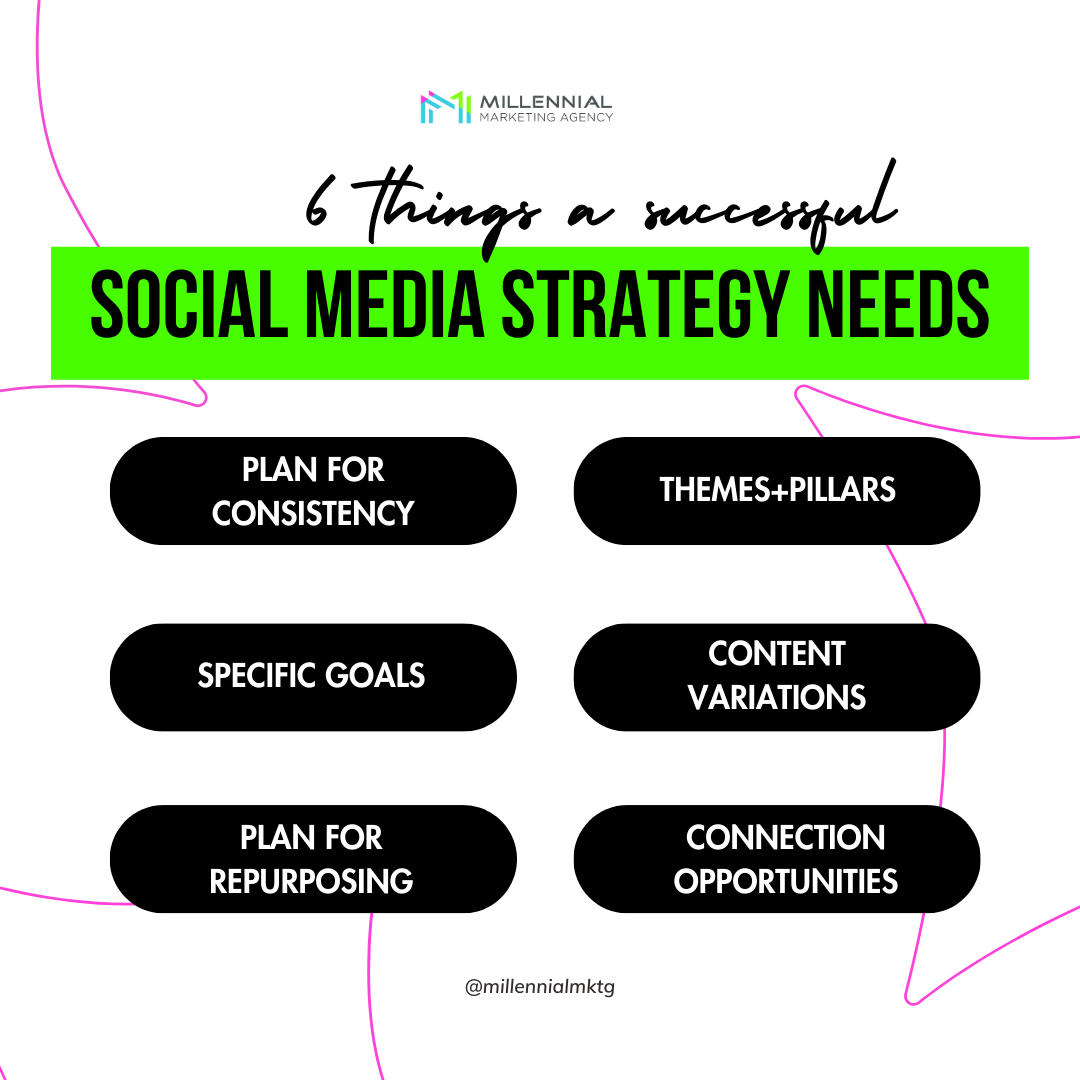 MILLENNIAL
MARKETING AGENCY
6 things a successful
SOCIAL MEDIA STRATEGY NEEDS
PLAN FOR
CONSISTENCY
THEMES+PILLARS
SPECIFIC GOALS
CONTENT
VARIATIONS
PLAN FOR
REPURPOSING
CONNECTION
OPPORTUNITIES
@millennialmktg